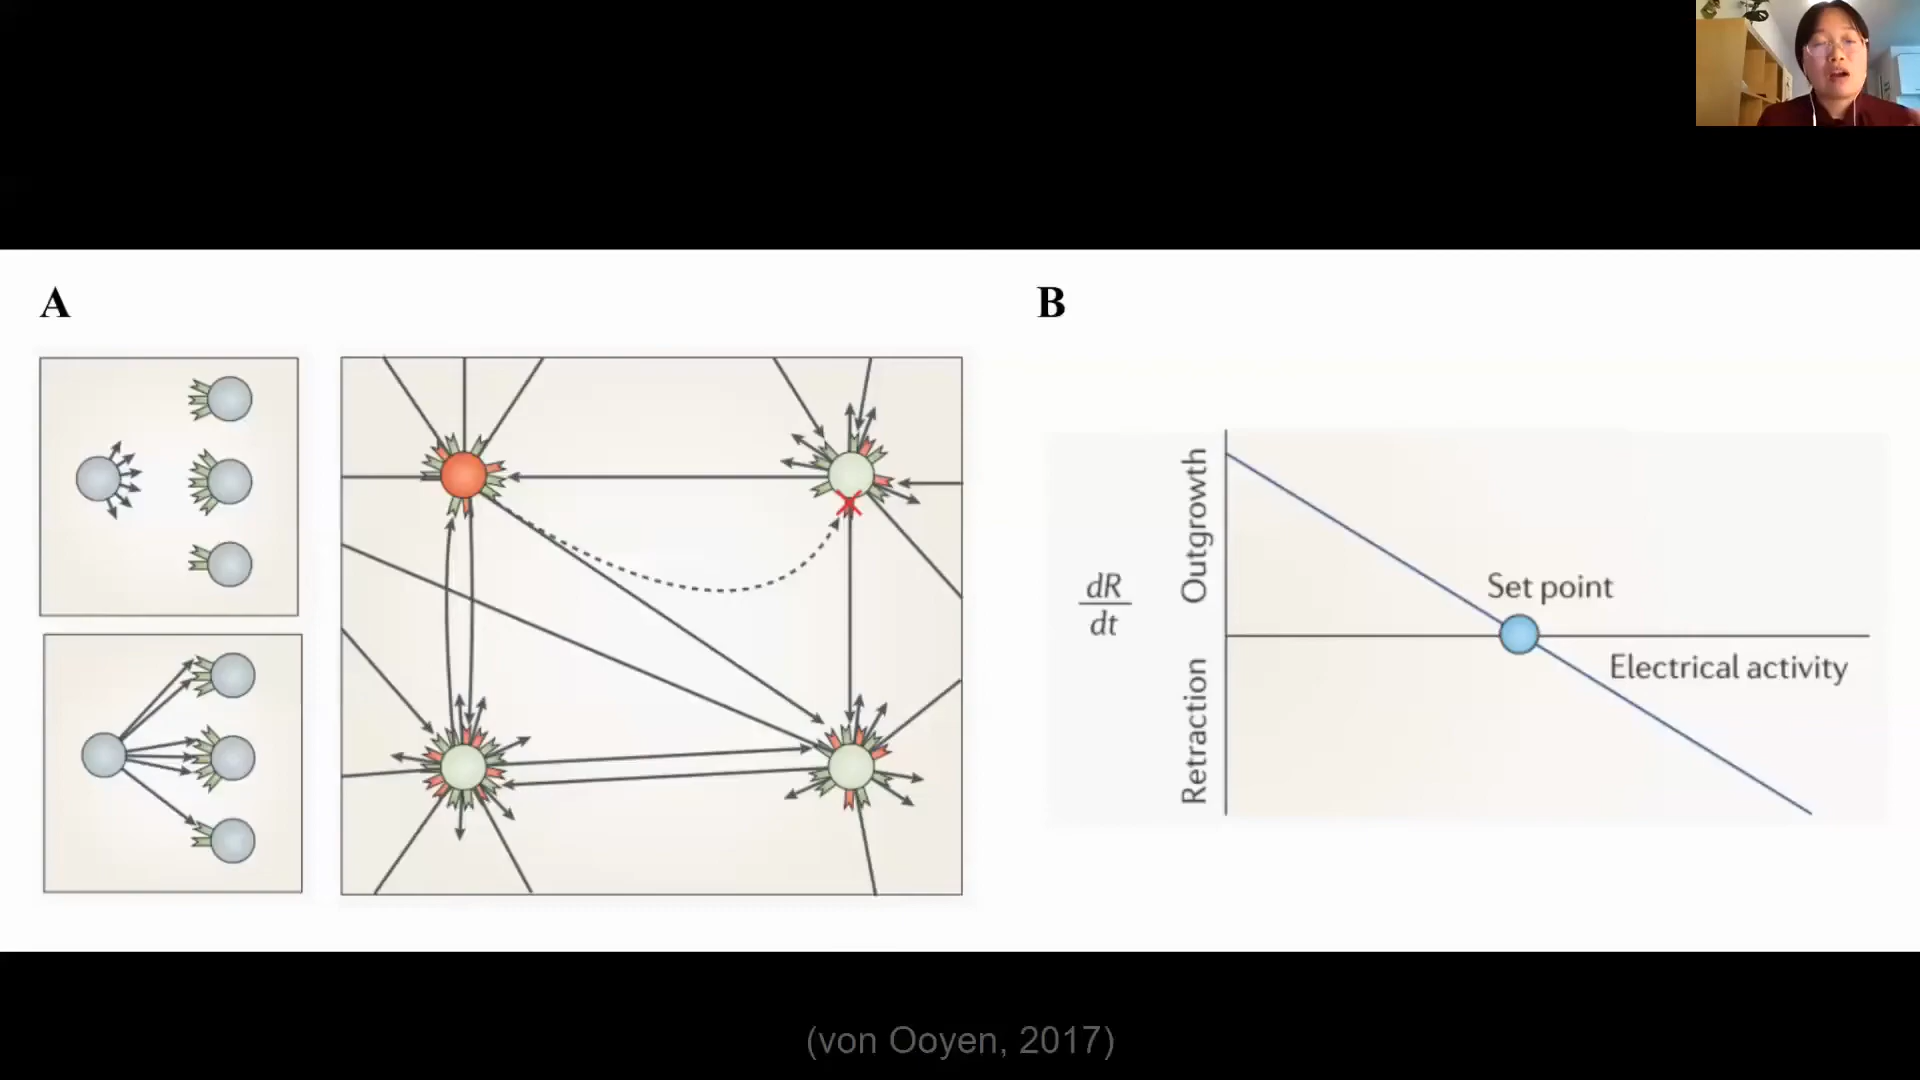 A
B
Outgrowth
Set point
dR
dt
Electrical activity
Retraction
(von Ooyen, 2017)